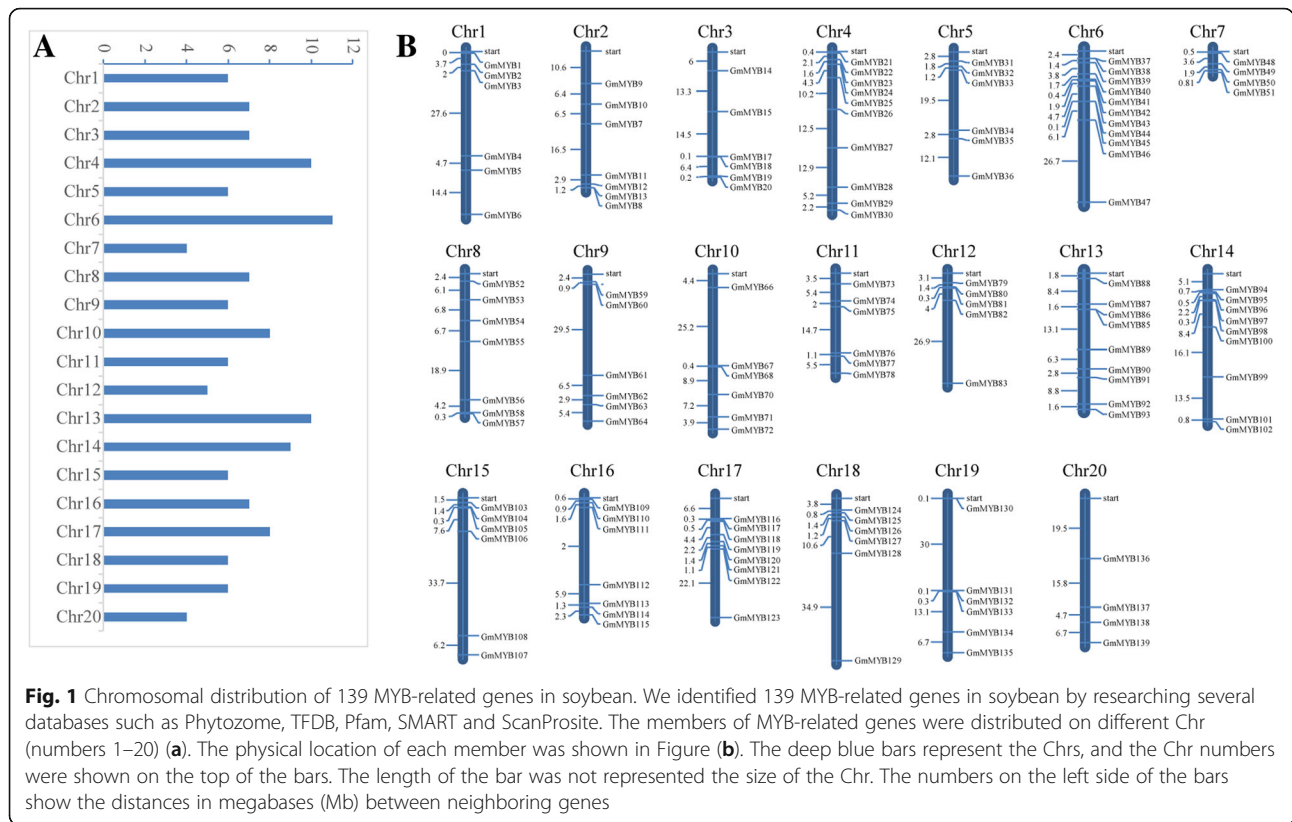 A
0 2 4 6 8 10 12
Chr1
Chr2
Chr3
Chr4
Chr5
Chr6
Chr7
Chr8
Chr9
Chr10
Chr11
Chr12
Chr13
Chr14
Chr15
Chr16
Chr17
Chr18
Chr19
Chr20
B
Chr1
0
3.7
2
27.6
4.7
14.4
start
GmMYB1
GmMYB2
GmMYB3
GmMYB4
GmMYB5
GmMYB6
Chr2
10.6
6.4
6.5
16.5
2.9
1.2
start
GmMYB9
GmMYB10
GmMYB7
GmMYB11
GmMYB12
GmMYB13
GmMYB8
Chr3
6
13.3
14.5
0.1
6.4
0.2
start
GmMYB14
GmMYB15
GmMYB17
GmMYB18
GmMYB19
GmMYB20
Chr4
0.4
2.1
1.6
4.3
10.2
12.5
12.9
5.2
2.2
start
GmMYB21
GmMYB22
GmMYB23
GmMYB24
GmMYB25
GmMYB26
GmMYB27
GmMYB28
GmMYB29
GmMYB30
Chr5
2.8
1.8
1.2
19.5
2.8
12.1
start
GmMYB31
GmMYB32
GmMYB33
GmMYB34
GmMYB35
GmMYB36
Chr6
2.4
1.4
3.8
1.7
0.4
1.9
4.7
0.1
6.1
26.7
start
GmMYB37
GmMYB38
GmMYB39
GmMYB40
GmMYB41
GmMYB42
GmMYB43
GmMYB44
GmMYB45
GmMYB46
GmMYB47
Chr7
0.5
3.6
1.9
0.81
start
GmMYB48
GmMYB49
GmMYB50
GmMYB51
Chr8
2.4
6.1
6.8
6.7
18.9
4.2
0.3
start
GmMYB52
GmMYB53
GmMYB54
GmMYB55
GmMYB56
GmMYB58
GmMYB57
Chr9
2.4
0.9
29.5
6.5
2.9
5.4
start
GmMYB59
GmMYB60
GmMYB61
GmMYB62
GmMYB63
GmMYB64
Chr10
4.4
25.2
0.4
8.9
7.2
3.9
start
GmMYB66
GmMYB67
GmMYB68
GmMYB70
GmMYB71
GmMYB72
Chr11
3.5
5.4
2
14.7
1.1
5.5
start
GmMYB73
GmMYB74
GmMYB75
GmMYB76
GmMYB77
GmMYB78
Chr12
3.1
1.4
0.3
4
26.9
start
GmMYB79
GmMYB80
GmMYB81
GmMYB82
GmMYB83
Chr13
1.8
8.4
1.6
13.1
6.3
2.8
8.8
1.6
start
GmMYB88
GmMYB87
GmMYB86
GmMYB85
GmMYB89
GmMYB90
GmMYB91
GmMYB92
GmMYB93
Chr14
5.1
0.7
0.5
2.2
0.3
8.4
16.1
13.5
0.8
start
GmMYB94
GmMYB95
GmMYB96
GmMYB97
GmMYB98
GmMYB100
GmMYB99
GmMYB101
GmMYB102
Chr15
1.5
1.4
0.3
7.6
33.7
6.2
start
GmMYB103
GmMYB104
GmMYB105
GmMYB106
GmMYB108
GmMYB107
Chr16
0.6
0.9
1.6
2
5.9
1.3
2.3
start
GmMYB109
GmMYB110
GmMYB111
GmMYB112
GmMYB113
GmMYB114
GmMYB115
Chr17
6.6
0.3
0.5
4.4
2.2
1.4
1.1
22.1
start
GmMYB116
GmMYB117
GmMYB118
GmMYB119
GmMYB120
GmMYB121
GmMYB122
GmMYB123
Chr18
3.8
0.8
1.4
1.2
10.6
34.9
start
GmMYB124
GmMYB125
GmMYB126
GmMYB127
GmMYB128
GmMYB129
Chr19
0.1
30
0.1
0.3
13.1
6.7
start
GmMYB130
GmMYB131
GmMYB132
GmMYB133
GmMYB134
GmMYB135
Chr20
19.5
15.8
4.7
6.7
start
GmMYB136
GmMYB137
GmMYB138
GmMYB139
Fig. 1 Chromosomal distribution of 139 MYB-related genes in soybean. We identified 139 MYB-related genes in soybean by researching several
databases such as Phytozome, TFDB, Pfam, SMART and ScanProsite. The members of MYB-related genes were distributed on different Chr
(numbers 1–20) (a). The physical location of each member was shown in Figure (b). The deep blue bars represent the Chrs, and the Chr numbers
were shown on the top of the bars. The length of the bar was not represented the size of the Chr. The numbers on the left side of the bars
show the distances in megabases (Mb) between neighboring genes